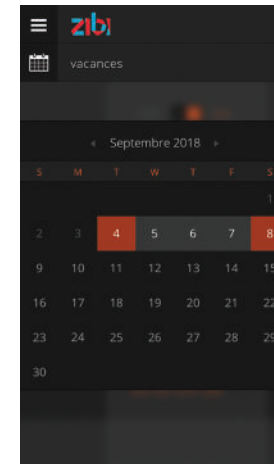 zibi
vacances
Septembre 2018
S M T W T F S
1
2 3 4 5 6 7 8
9 10 11 12 13 14 15
16 17 18 19 20 21 22
23 24 25 26 27 28 29
30